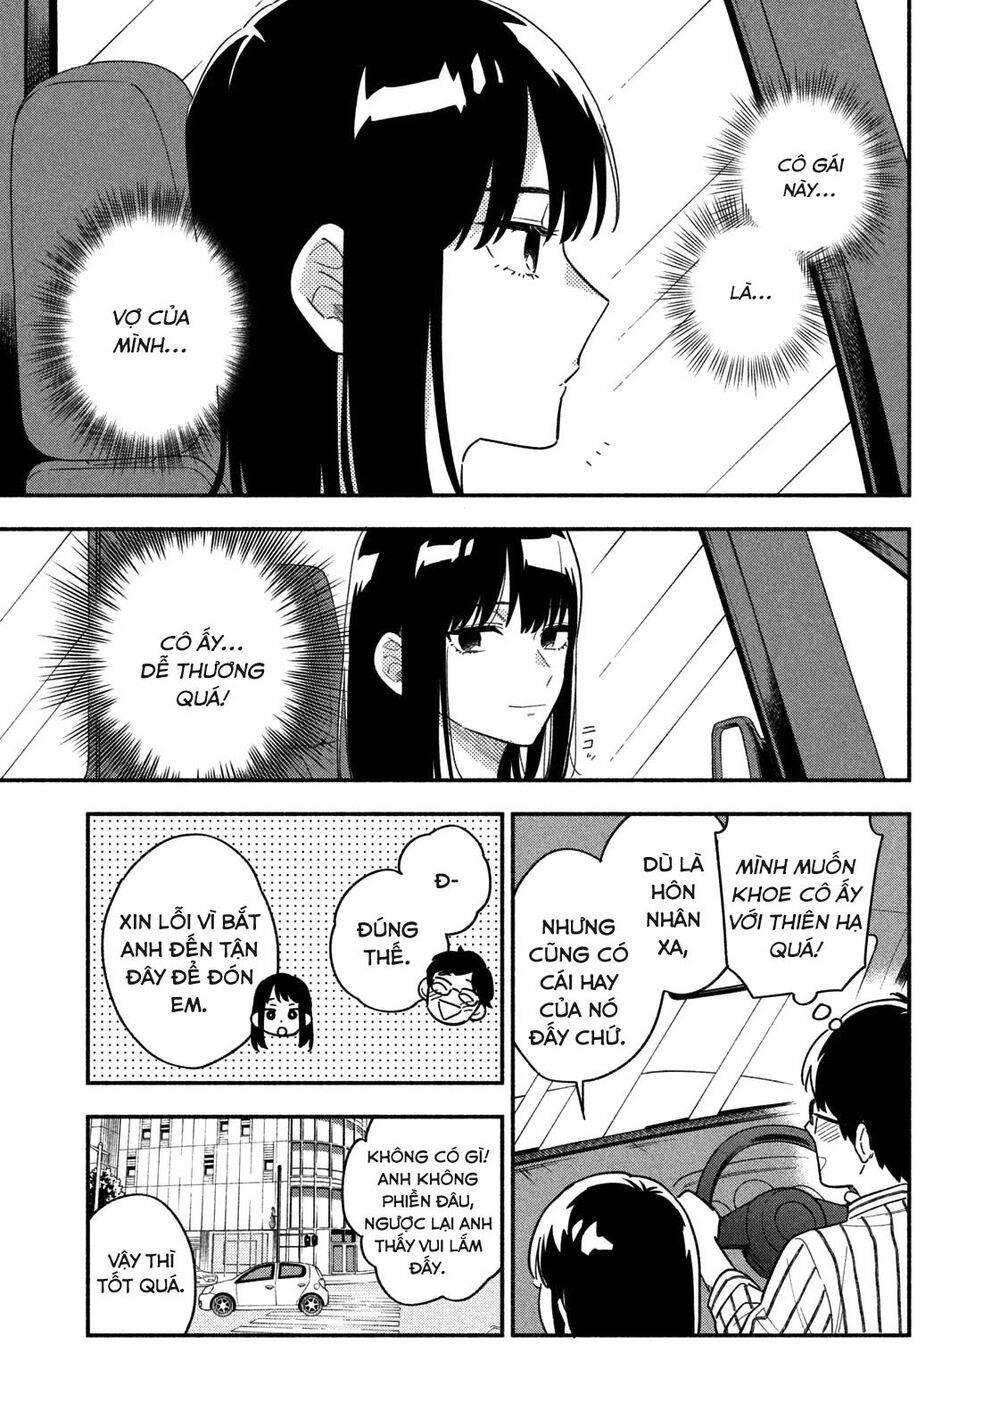 CÔ GÁI
NÀY...
LÀ...
VỢ CỦA
MÌNH...
CÔ ẤY...
DỄ THƯƠNG
QUÁ!
ニコ
MÌNH MUỐN
KHOE CÔ ẤY
VỚI THIÊN HẠ
QUÁ!
DÙ LÀ
HÔN
NHÂN
XA,
NHƯNG
CŨNG CÓ
CÁI HAY
CỦA NÓ
ĐẤY CHỨ.
Đ-
ĐÚNG
THẾ.
XIN LỖI VÌ BẮT
ANH ĐẾN TẬN
ĐÂY ĐỂ ĐÓN
EM.
KHÔNG CÓ GÌ!
ANH KHÔNG
PHIỀN ĐÂU,
NGƯỢC LẠI ANH
THẤY VUI LẮM
ĐẤY.
VẬY THÌ
TỐT QUÁ.